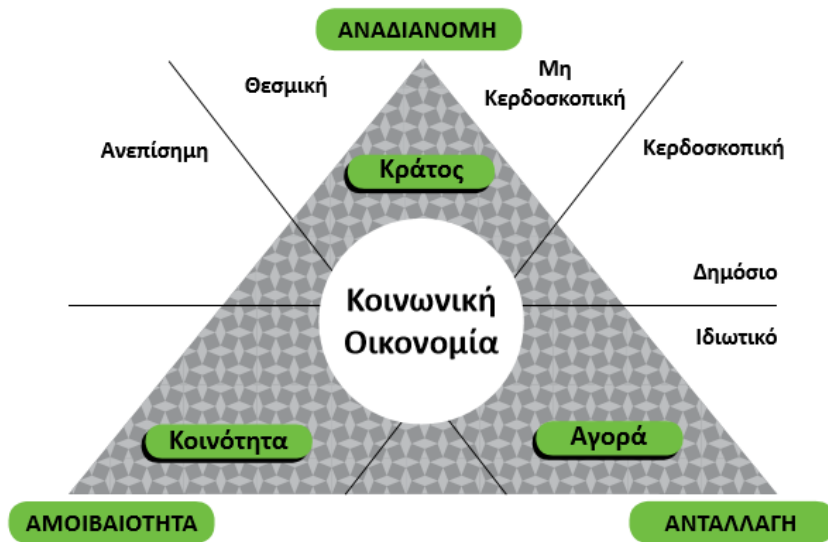 ΑΝΑΔΙΑΝΟΜΗ
Θεσμική
Μη
Κερδοσκοπική
Ανεπίσημη
Κερδοσκοπική
Κράτος
Δημόσιο
Κοινωνική
Οικονομία
Ιδιωτικό
Κοινότητα
Αγορά
ΑΜΟΙΒΑΙΟΤΗΤΑ
ΑΝΤΑΛΛΑΓΗ